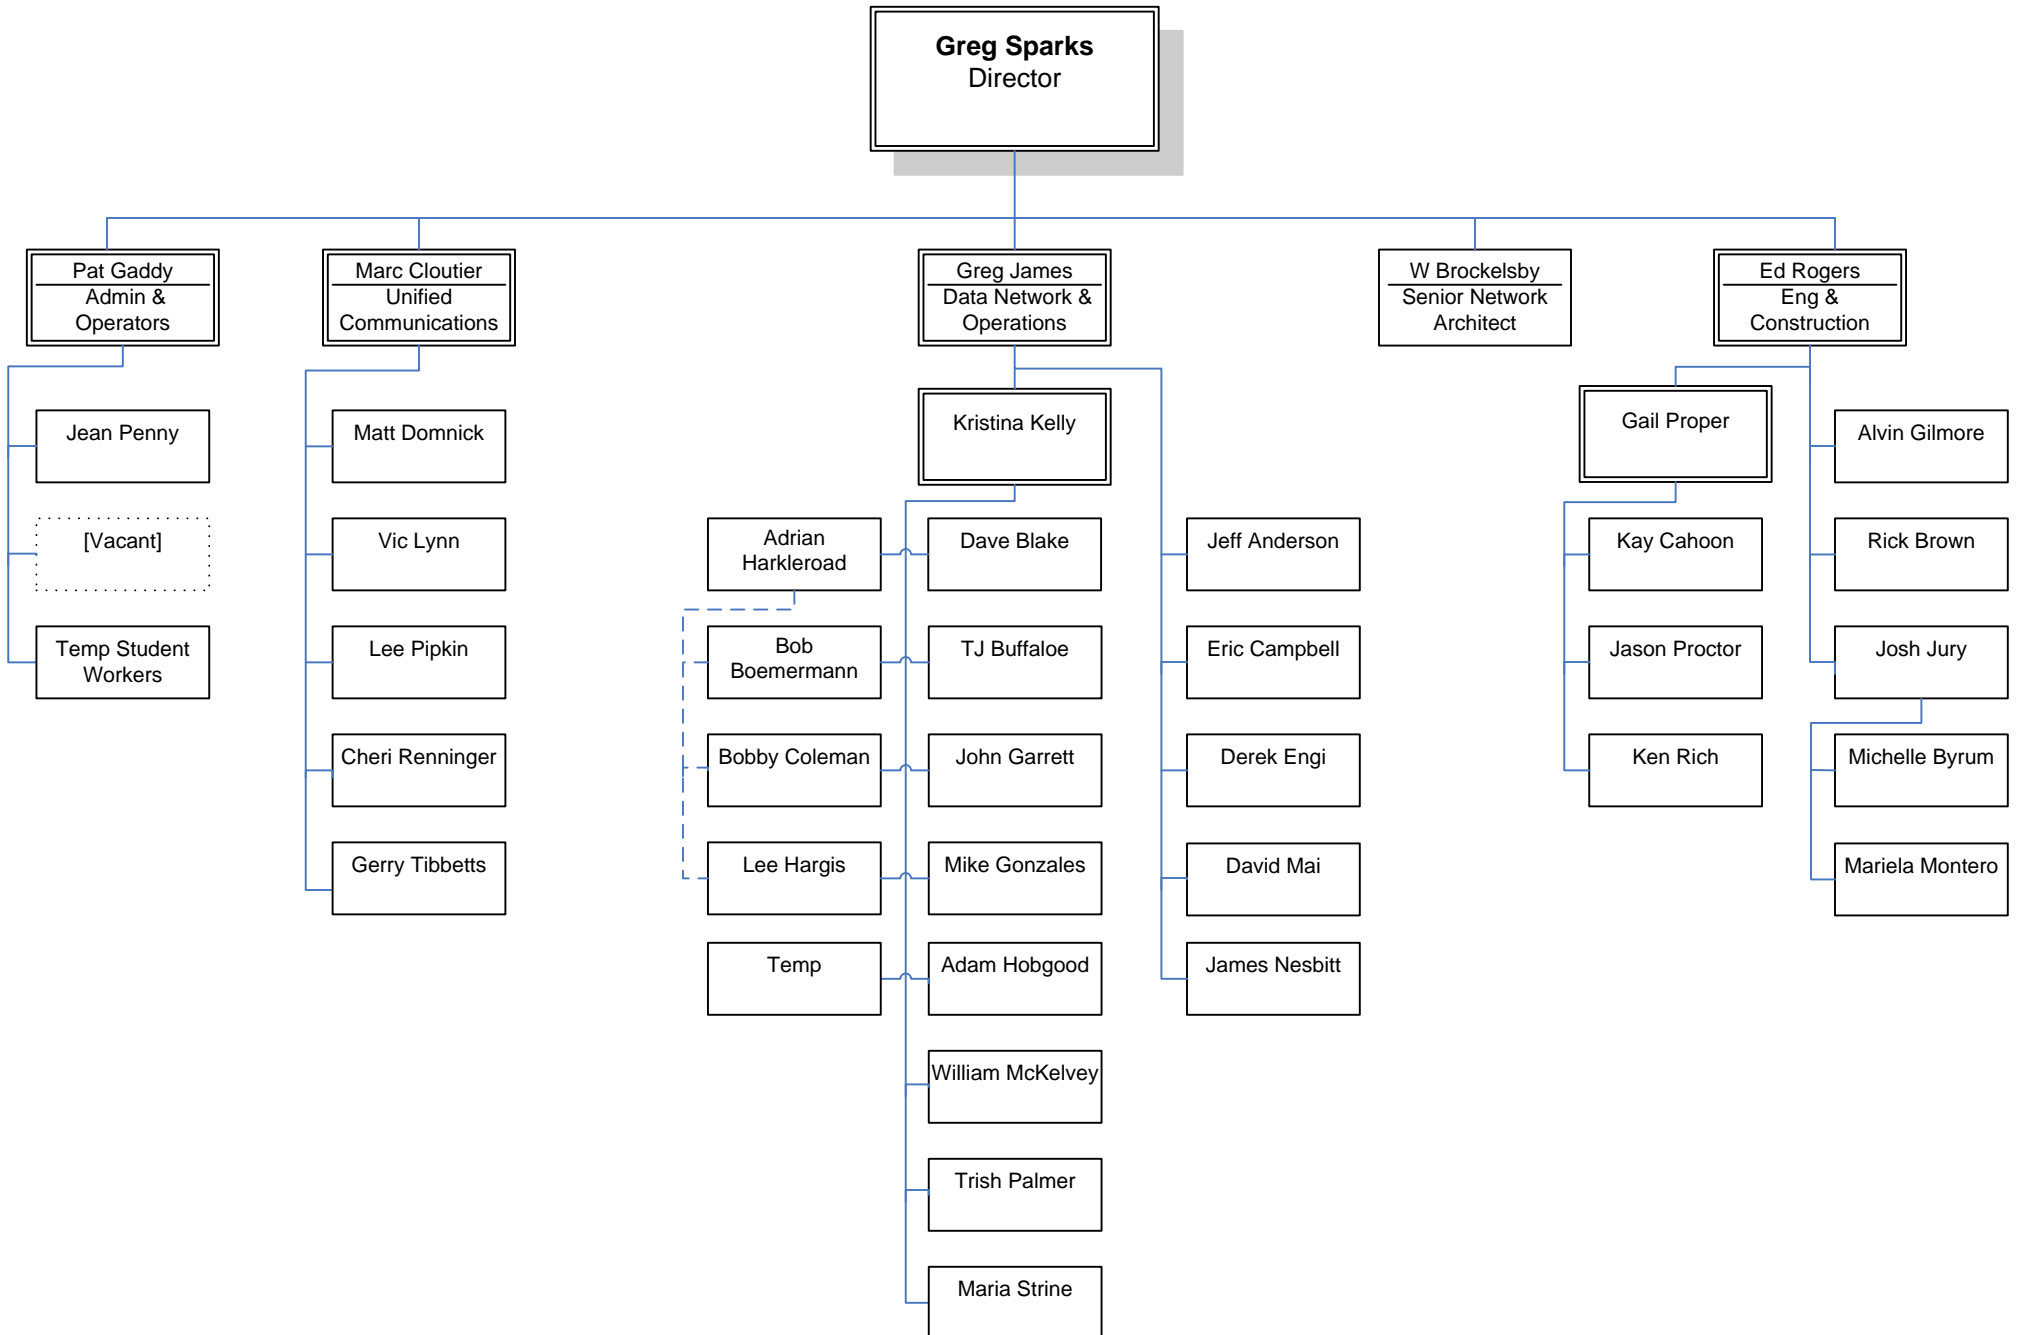 Greg Sparks
Director
Pat Gaddy
Admin &
Operators
Marc Cloutier
Unified
Communications
Greg James
Data Network &
Operations
W Brockelsby
Senior Network
Architect
Ed Rogers
Eng &
Construction
Jean Penny
[Vacant]
Temp Student
Workers
Matt Domnick
Vic Lynn
Lee Pipkin
Cheri Renninger
Gerry Tibbetts
Kristina Kelly
Adrian
Harkleroad
Bob
Boemermann
Bobby Coleman
Lee Hargis
Temp
Dave Blake
TJ Buffaloe
John Garrett
Mike Gonzales
Adam Hobgood
William McKelvey
Trish Palmer
Maria Strine
Jeff Anderson
Eric Campbell
Derek Engi
David Mai
James Nesbitt
Gail Proper
Kay Cahoon
Jason Proctor
Ken Rich
Alvin Gilmore
Rick Brown
Josh Jury
Michelle Byrum
Mariela Montero